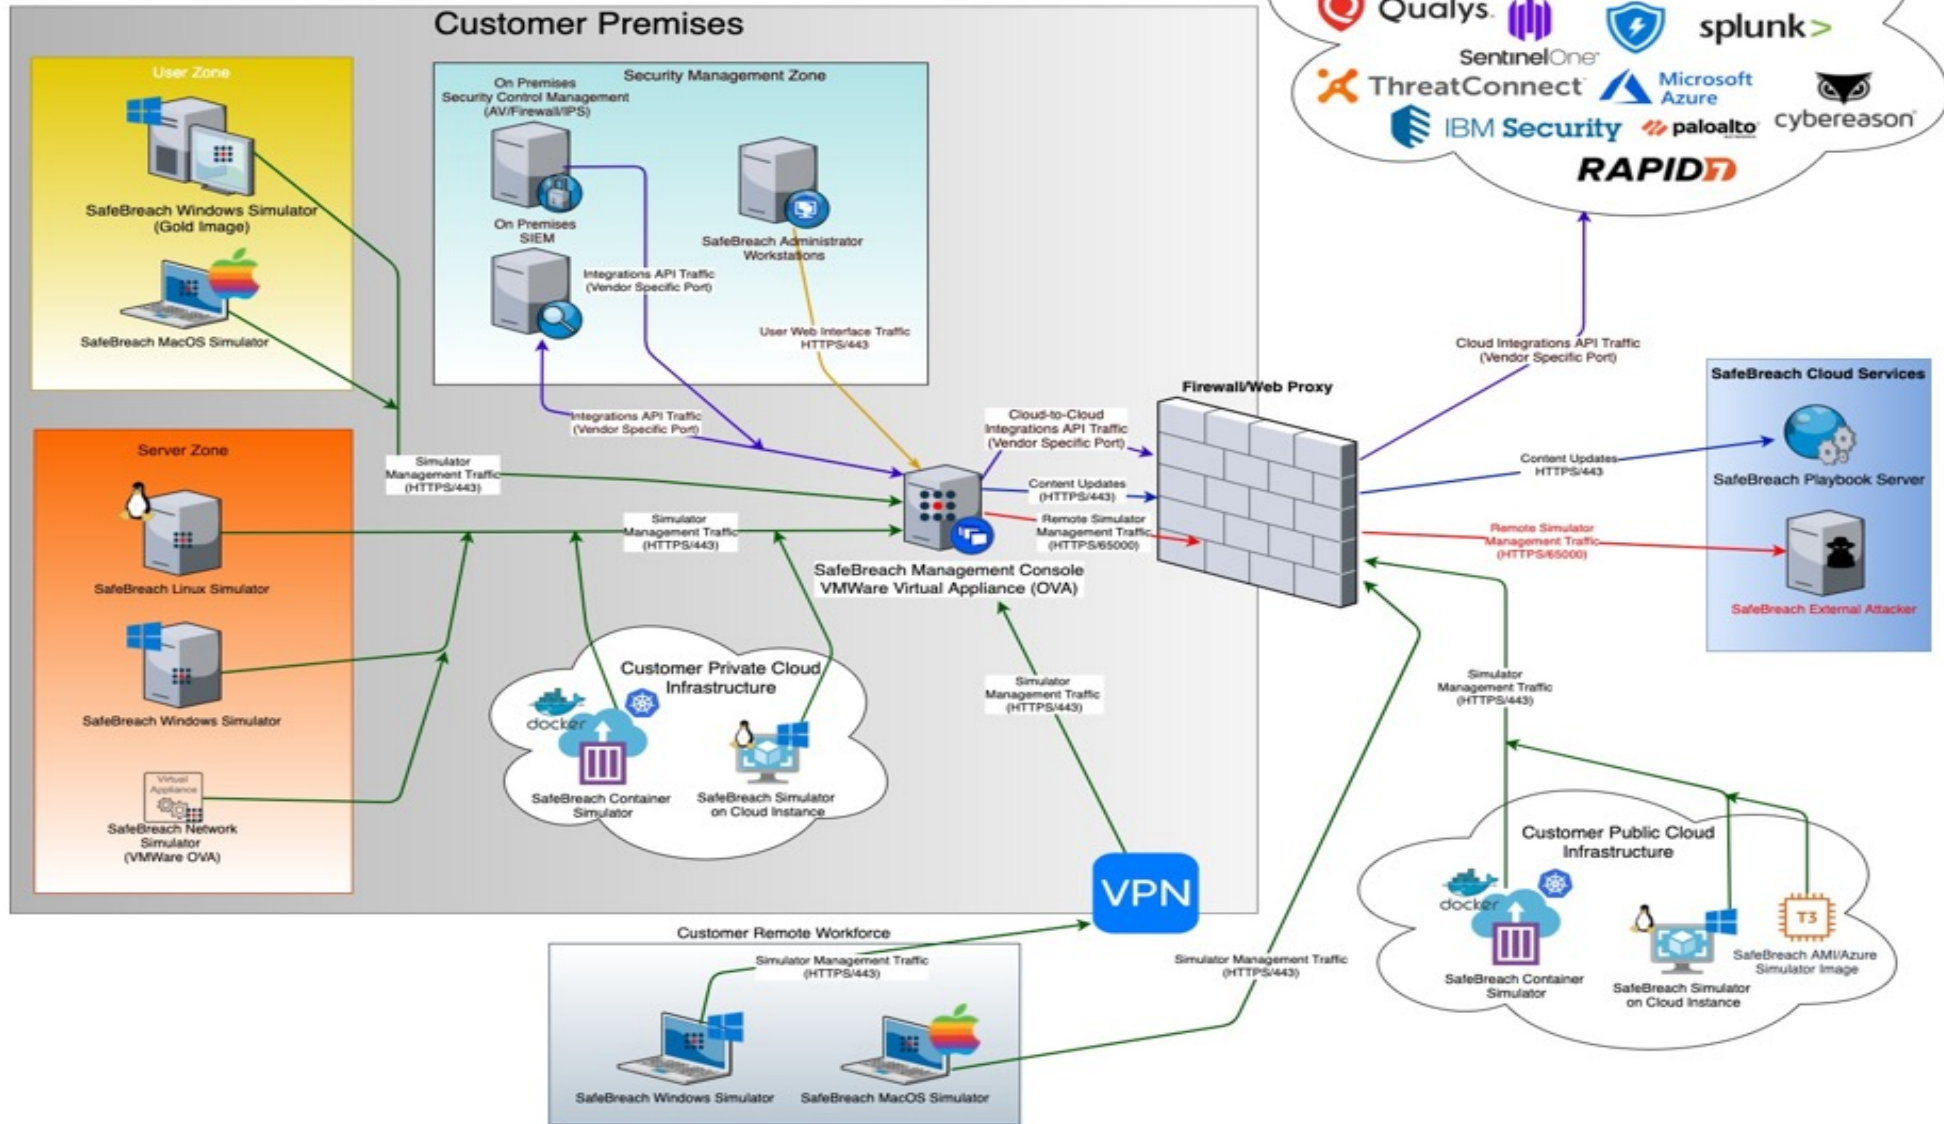 Customer Premises
User Zone
SafeBreach Windows Simulator
(Gold Image)
SafeBreach MacOS Simulator
Server Zone
SafeBreach Linux Simulator
SafeBreach Windows Simulator
Virtual
Appliance
SafeBreach Network
Simulator
(VMWare OVA)
Security Management Zone
On Premises
Security Control Management
(AV/Firewall/IPS)
On Premises
SIEM
SafeBreach Administrator
Workstations
Integrations API Traffic
(Vendor Specific Port)
User Web Interface Traffic
HTTPS/443
Integrations API Traffic
(Vendor Specific Port)
Simulator
Management Traffic
(HTTPS/443)
Simulator
Management Traffic
(HTTPS/443)
SafeBreach Management Console
VMWare Virtual Appliance (OVA)
Cloud-to-Cloud
Integrations API Traffic
(Vendor Specific Port)
Content Updates
(HTTPS/443)
Remote Simulator
Management Traffic
(HTTPS/65000)
Firewall/Web Proxy
Customer Private Cloud
Infrastructure
docker
SafeBreach Container
Simulator
SafeBreach Simulator
on Cloud Instance
Simulator
Management Traffic
(HTTPS/443)
VPN
Customer Remote Workforce
Simulator Management Traffic
(HTTPS/443)
SafeBreach Windows Simulator
SafeBreach MacOS Simulator
Simulator Management Traffic
(HTTPS/443)
Qualys.
SentinelOne
splunk>
ThreatConnect
Microsoft
Azure
cybereason
IBM Security
paloalto
RAPID7
Cloud Integrations API Traffic
(Vendor Specific Port)
Content Updates
HTTPS/443
Remote Simulator
Management Traffic
(HTTPS/65000)
SafeBreach Cloud Services
SafeBreach Playbook Server
SafeBreach External Attacker
Simulator
Management Traffic
(HTTPS/443)
Customer Public Cloud
Infrastructure
docker
SafeBreach Container
Simulator
SafeBreach Simulator
on Cloud Instance
T3
SafeBreach AMI/Azure
Simulator Image